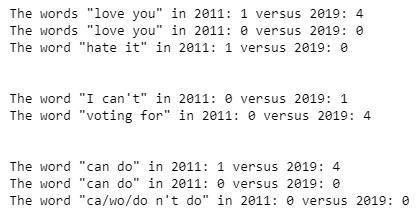 The words "love you" in 2011: 1 versus 2019: 4
The words "love you" in 2011: 0 versus 2019: 0
The word "hate it" in 2011: 1 versus 2019: 0
The word "I can't" in 2011: 0 versus 2019: 1
The word "voting for" in 2011: 0 versus 2019: 4
The word "can do" in 2011: 1 versus 2019: 4
The word "can do" in 2011: 0 versus 2019: 0
The word "ca/wo/do n't do" in 2011: 0 versus 2019: 0